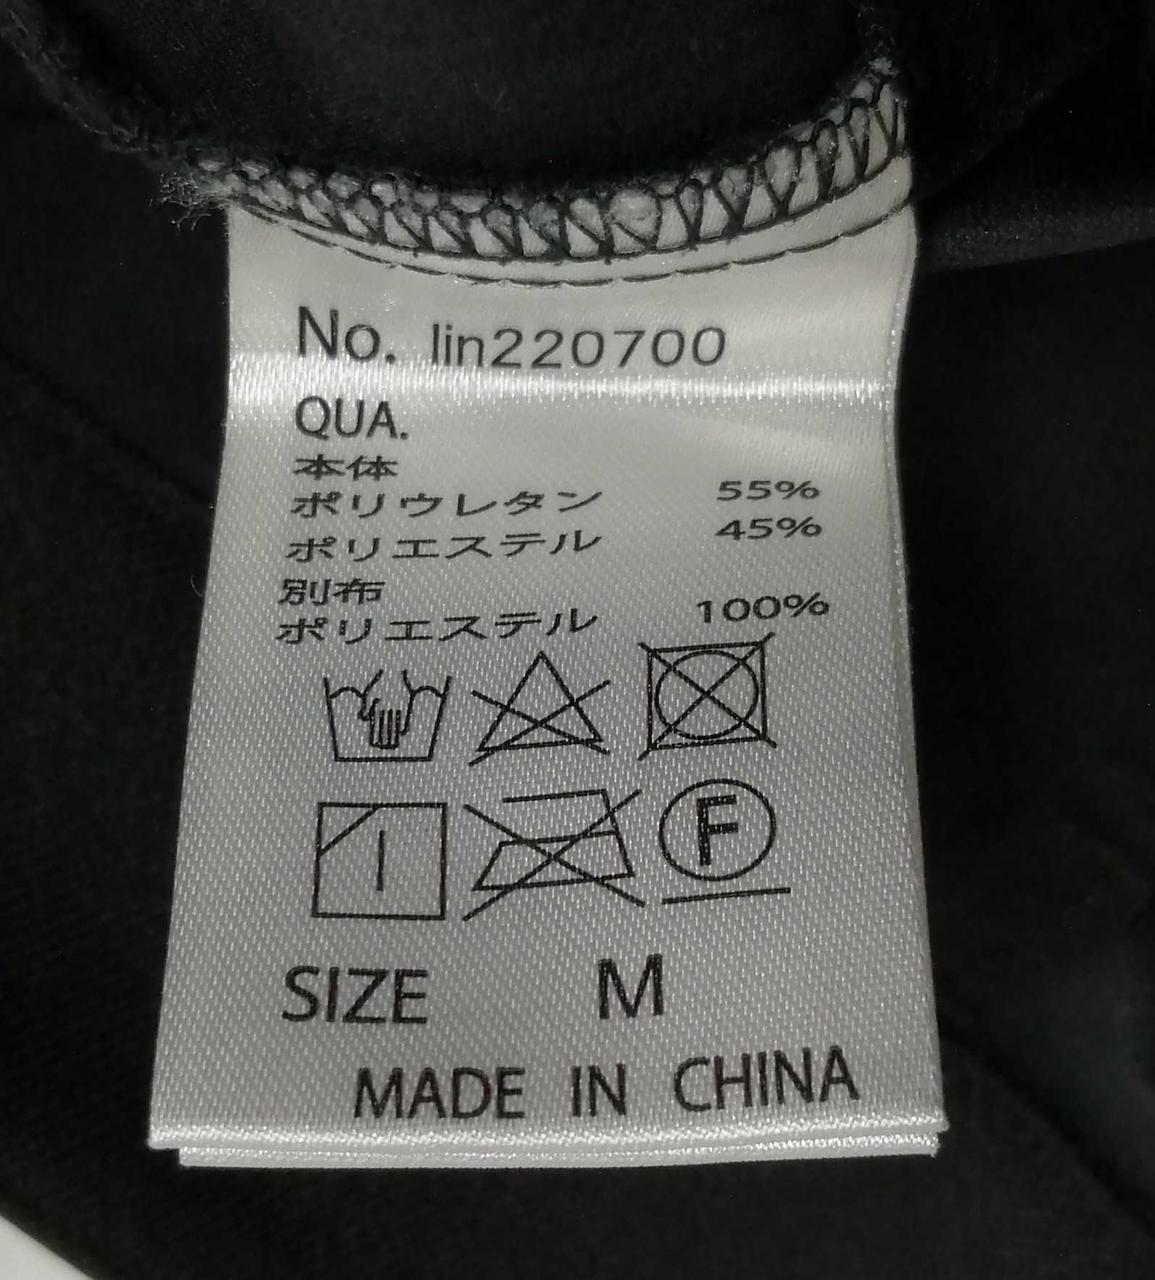 No. lin220700
QUA.
本体
ポリウレタン 55%
ポリエステル 45%
別布
ポリエステル 100%
F
SIZE M
MADE IN CHINA